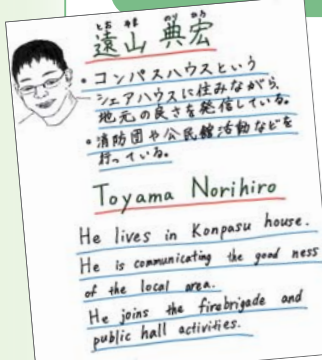 とお やま のり ひろ
遠山 典宏
・コンパスハウスという
シェアハウスに住みながら、
地元の良さを発信している。
・消防団や公民館活動などを
行っている。
Toyama Norihiro
He lives in Konpasu house.
He is communicating the good ness
of the local area.
He joins the firebrigade and
public hall activities.